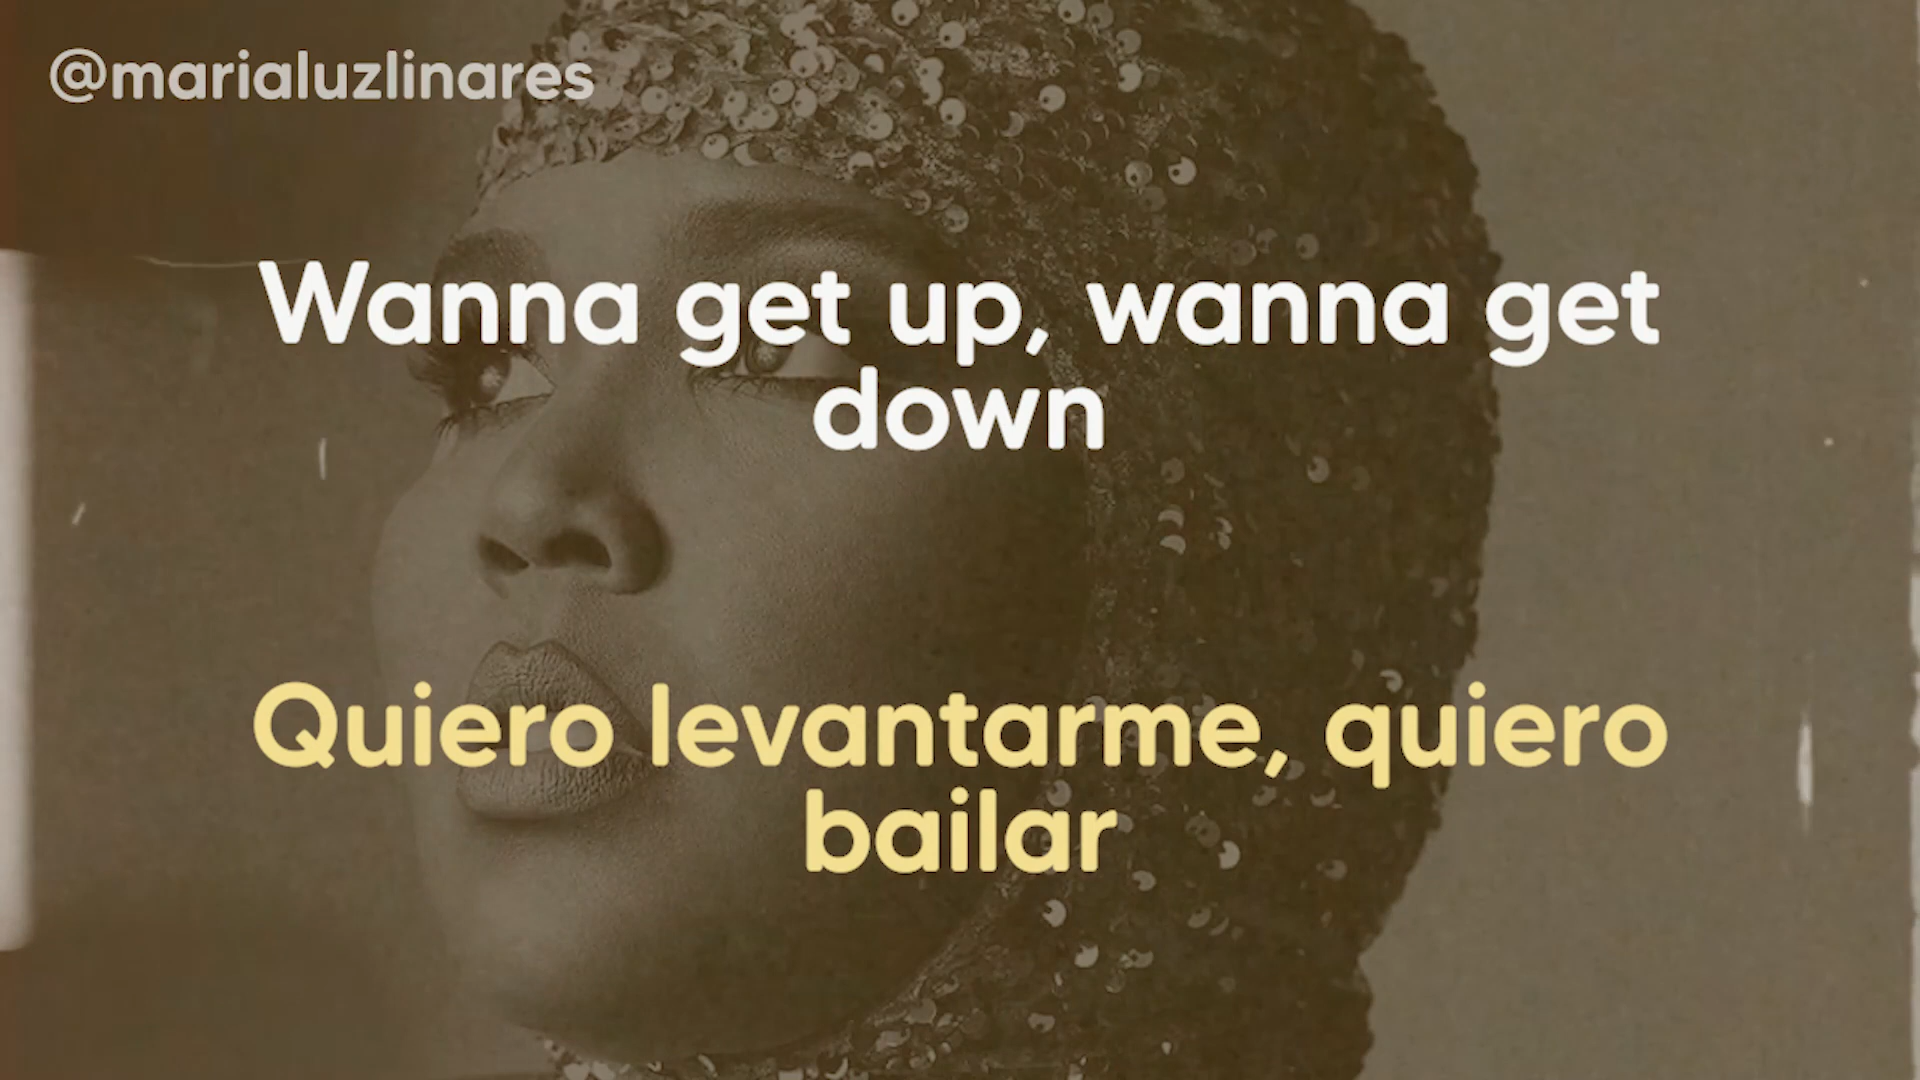 @marialuzlinares
Wanna get up, wanna get
down
Quiero levantarme, quiero
bailar